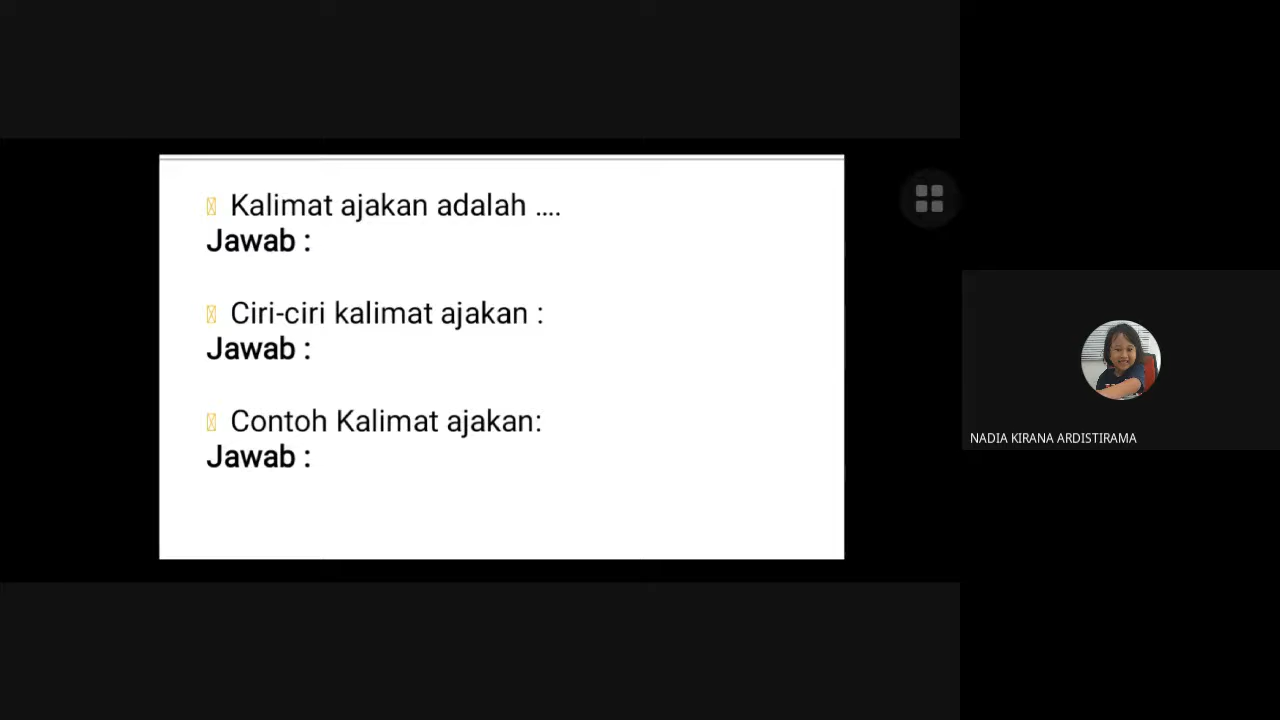 Kalimat ajakan adalah ....
Jawab :
Ciri-ciri kalimat ajakan :
Jawab :
Contoh Kalimat ajakan:
Jawab :
NADIA KIRANA ARDISTIRAMA